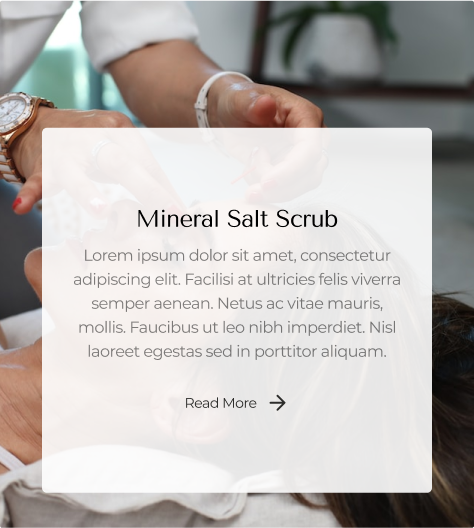 Mineral Salt Scrub
Lorem ipsum dolor sit amet, consectetur
adipiscing elit. Facilisi at ultricies felis viverra
semper aenean. Netus ac vitae mauris,
mollis. Faucibus ut leo nibh imperdiet. Nisl
laoreet egestas sed in porttitor aliquam.
Read More